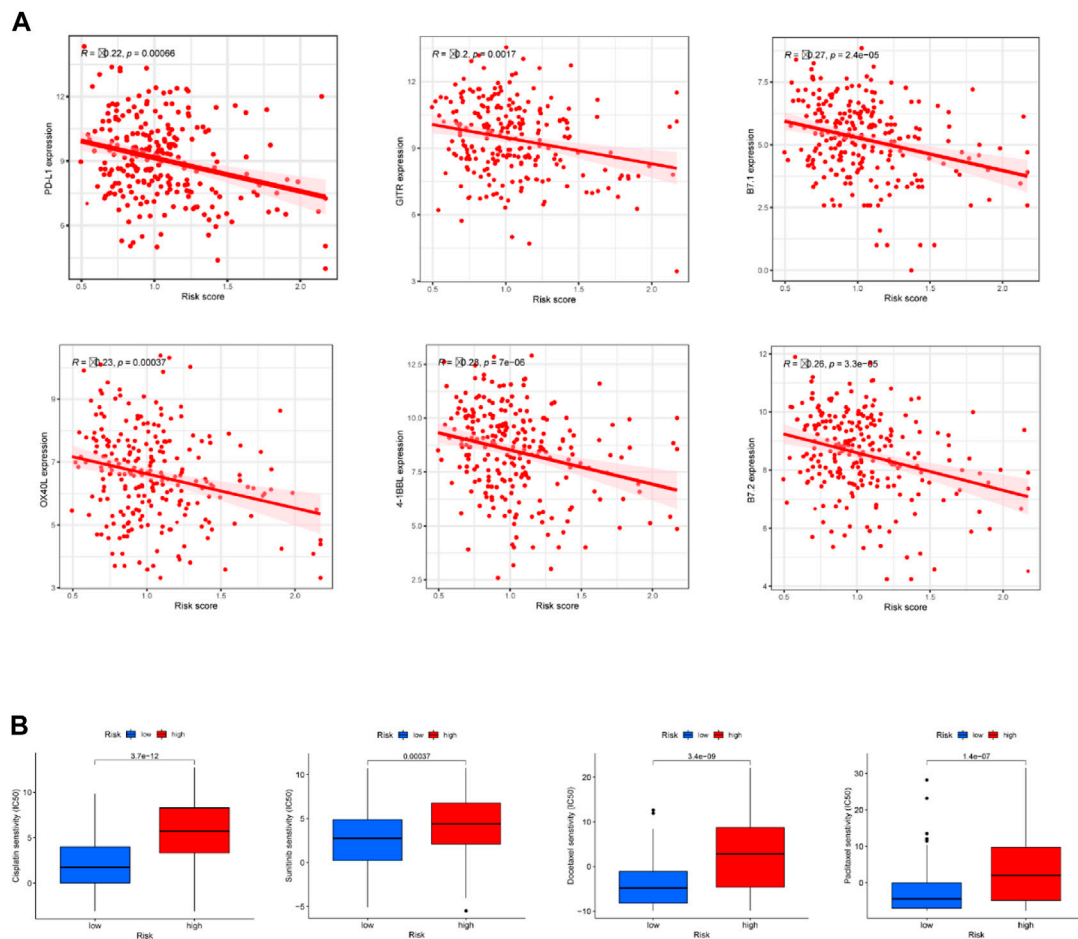 A
R = ☒0.22, p = 0.00066
PD-L1 expression
12
9
6
0.5 1.0 1.5 2.0
Risk score
R = ☒0.2, p = 0.0017
GITR expression
12
9
6
3
0.5 1.0 1.5 2.0
Risk score
R = ☒0.27, p = 2.4e-05
B7.1 expression
7.5
5.0
2.5
0.0
0.5 1.0 1.5 2.0
Risk score
R = ☒0.23, p = 0.00037
OX40L expression
9
7
5
3
0.5 1.0 1.5 2.0
Risk score
R = ☒0.28, p = 7e-06
4-1BBL expression
12.5
10.0
7.5
5.0
2.5
0.5 1.0 1.5 2.0
Risk score
R = ☒0.26, p = 3.3e-05
B7.2 expression
12
10
8
6
4
0.5 1.0 1.5 2.0
Risk score
B
Risk low high
3.7e-12
Cisplatin senstivity (IC50)
10
5
0
low high
Risk
Risk low high
0.00037
Sunitinib senstivity (IC50)
10
5
0
-5
low high
Risk
Risk low high
3.4e-09
Docetaxel senstivity (IC50)
20
10
0
-10
low high
Risk
Risk low high
1.4e-07
Paclitaxel senstivity (IC50)
30
20
10
0
low high
Risk